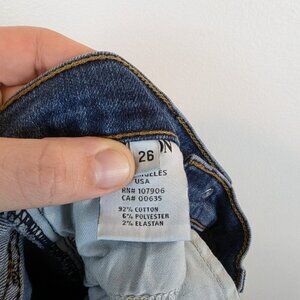 26
N
USA
RN# 107906
CA# 00635
92% COTTON
6% POLYESTER
2% ELASTAN